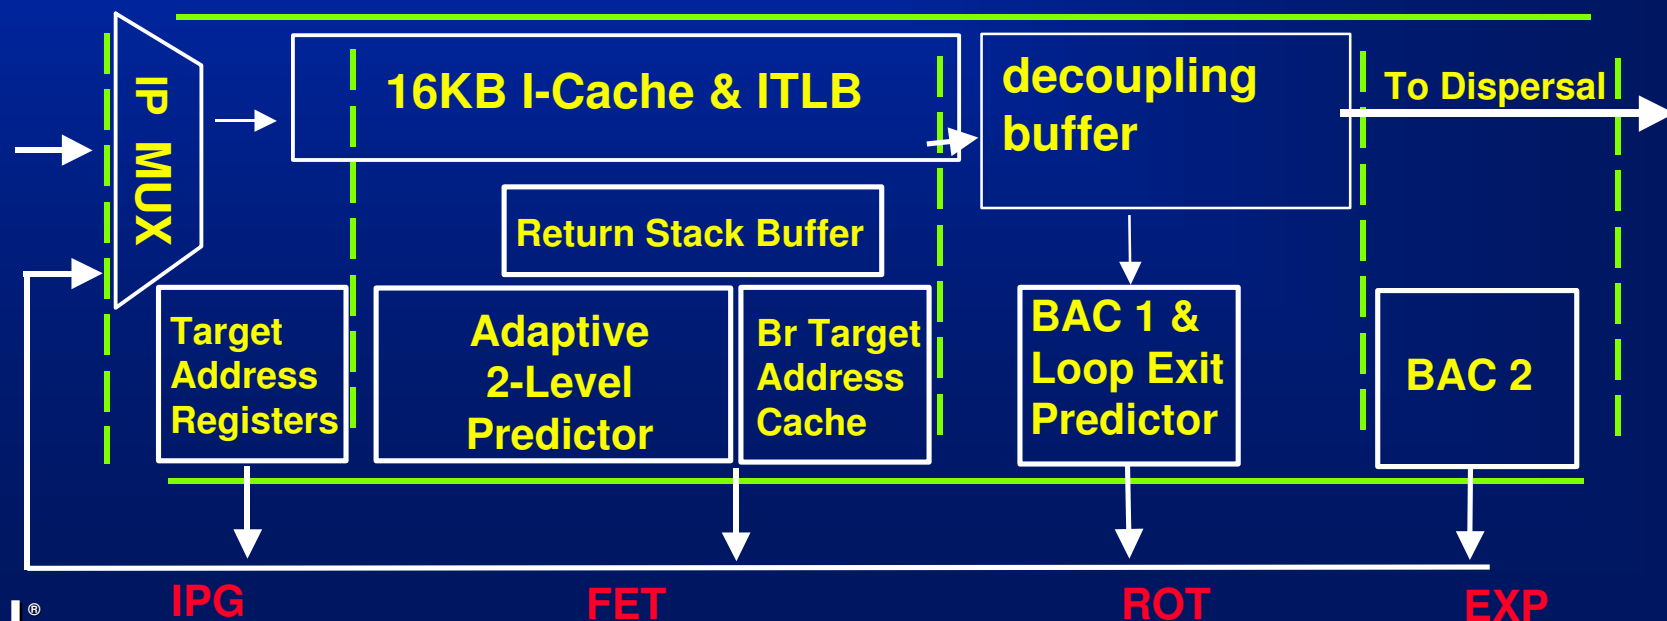 IP MUX
16KB I-Cache & ITLB
decoupling
buffer
To Dispersal
Return Stack Buffer
Target
Address
Registers
Adaptive
2-Level
Predictor
Br Target
Address
Cache
BAC 1 &
Loop Exit
Predictor
BAC 2
IPG
FET
ROT
EXP
®